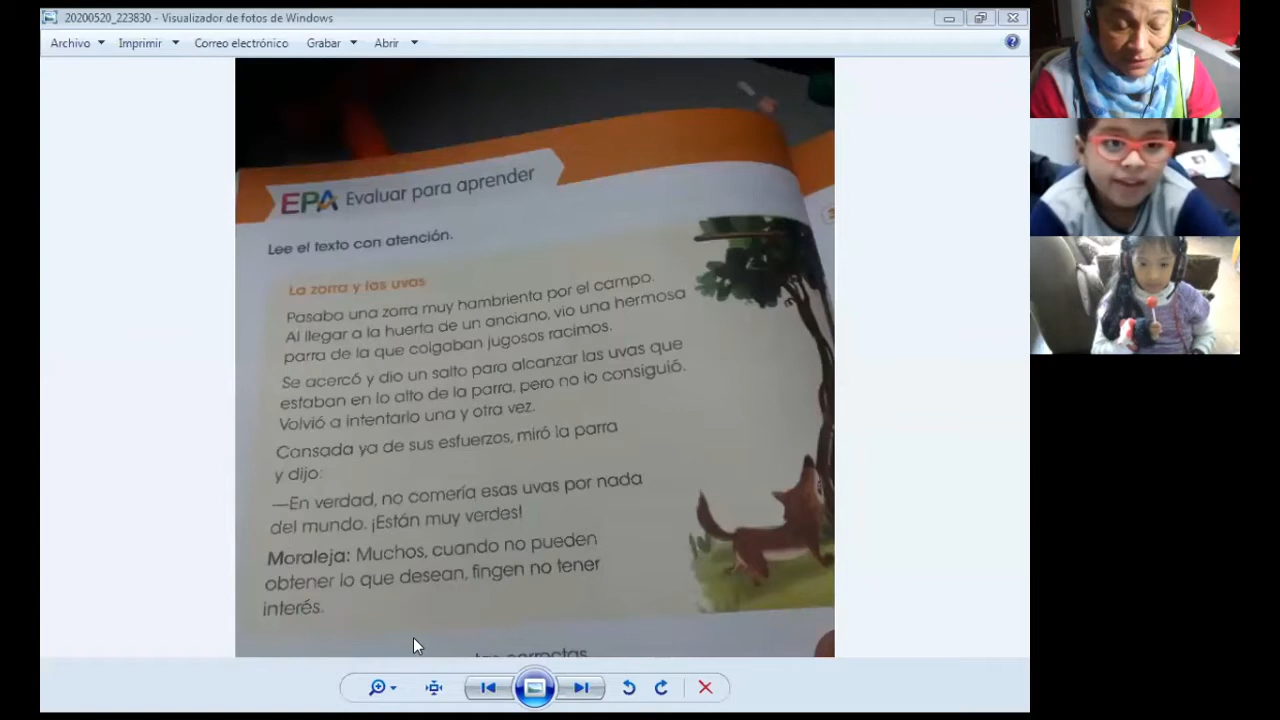 20200520_223830 - Visualizador de fotos de Windows
Archivo Imprimir Correo electrónico Grabar Abrir
EPA Evaluar para aprender
Lee el texto con atención.
La zorra y las uvas
Pasaba una zorra muy hambrienta por el campo.
Al llegar a la huerta de un anciano, vio una hermosa
parra de la que colgaban jugosos racimos.
Se acercó y dio un salto para alcanzar las uvas que
estaban en lo alto de la parra, pero no lo consiguió.
Volvió a intentarlo una y otra vez.
Cansada ya de sus esfuerzos, miró la parra
y dijo:
—En verdad, no comería esas uvas por nada
del mundo. ¡Están muy verdes!
Moraleja: Muchos, cuando no pueden
obtener lo que desean, fingen no tener
interés.
correctas